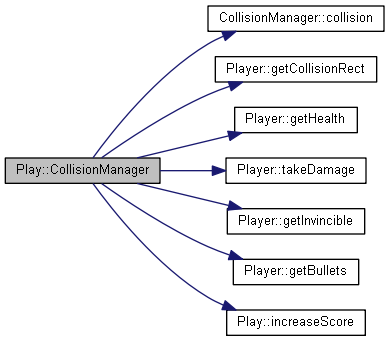 CollisionManager::collision
Player::getCollisionRect
Player::getHealth
Play::CollisionManager
Player::takeDamage
Player::getInvincible
Player::getBullets
Play::increaseScore